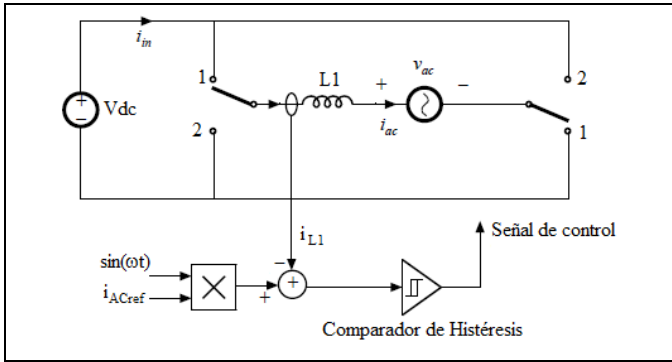 i_in
L1
v_ac
+
−
1
2
+
−
Vdc
2
i_ac
2
1
i_L1
Señal de control
sin(ωt)
i_ACref
×
−
+
+
Comparador de Histéresis